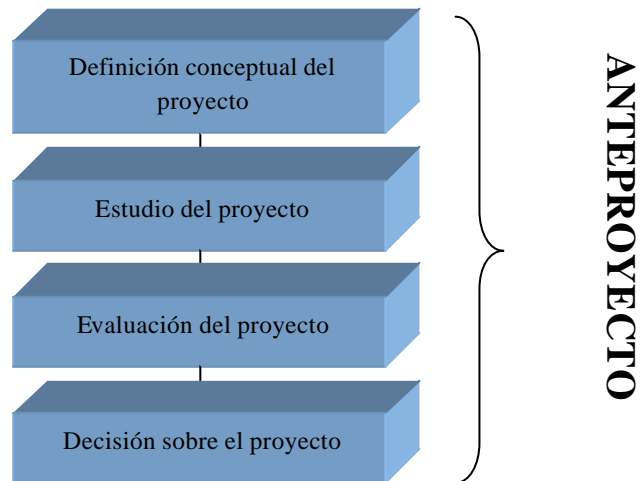 Definición conceptual del
proyecto
Estudio del proyecto
Evaluación del proyecto
Decisión sobre el proyecto
ANTEPROYECTO